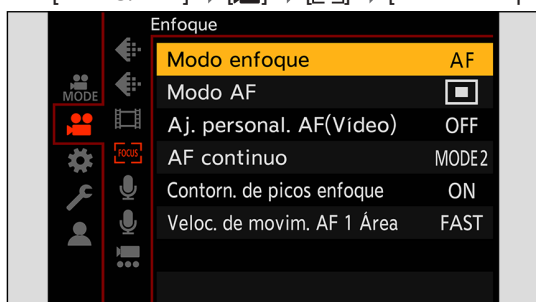 Enfoque
Modo enfoque AF
Modo AF
Aj. personal. AF(Vídeo) OFF
AF continuo MODE2
Contorn. de picos enfoque ON
Veloc. de movim. AF 1 Área FAST
MODE
FOCUS